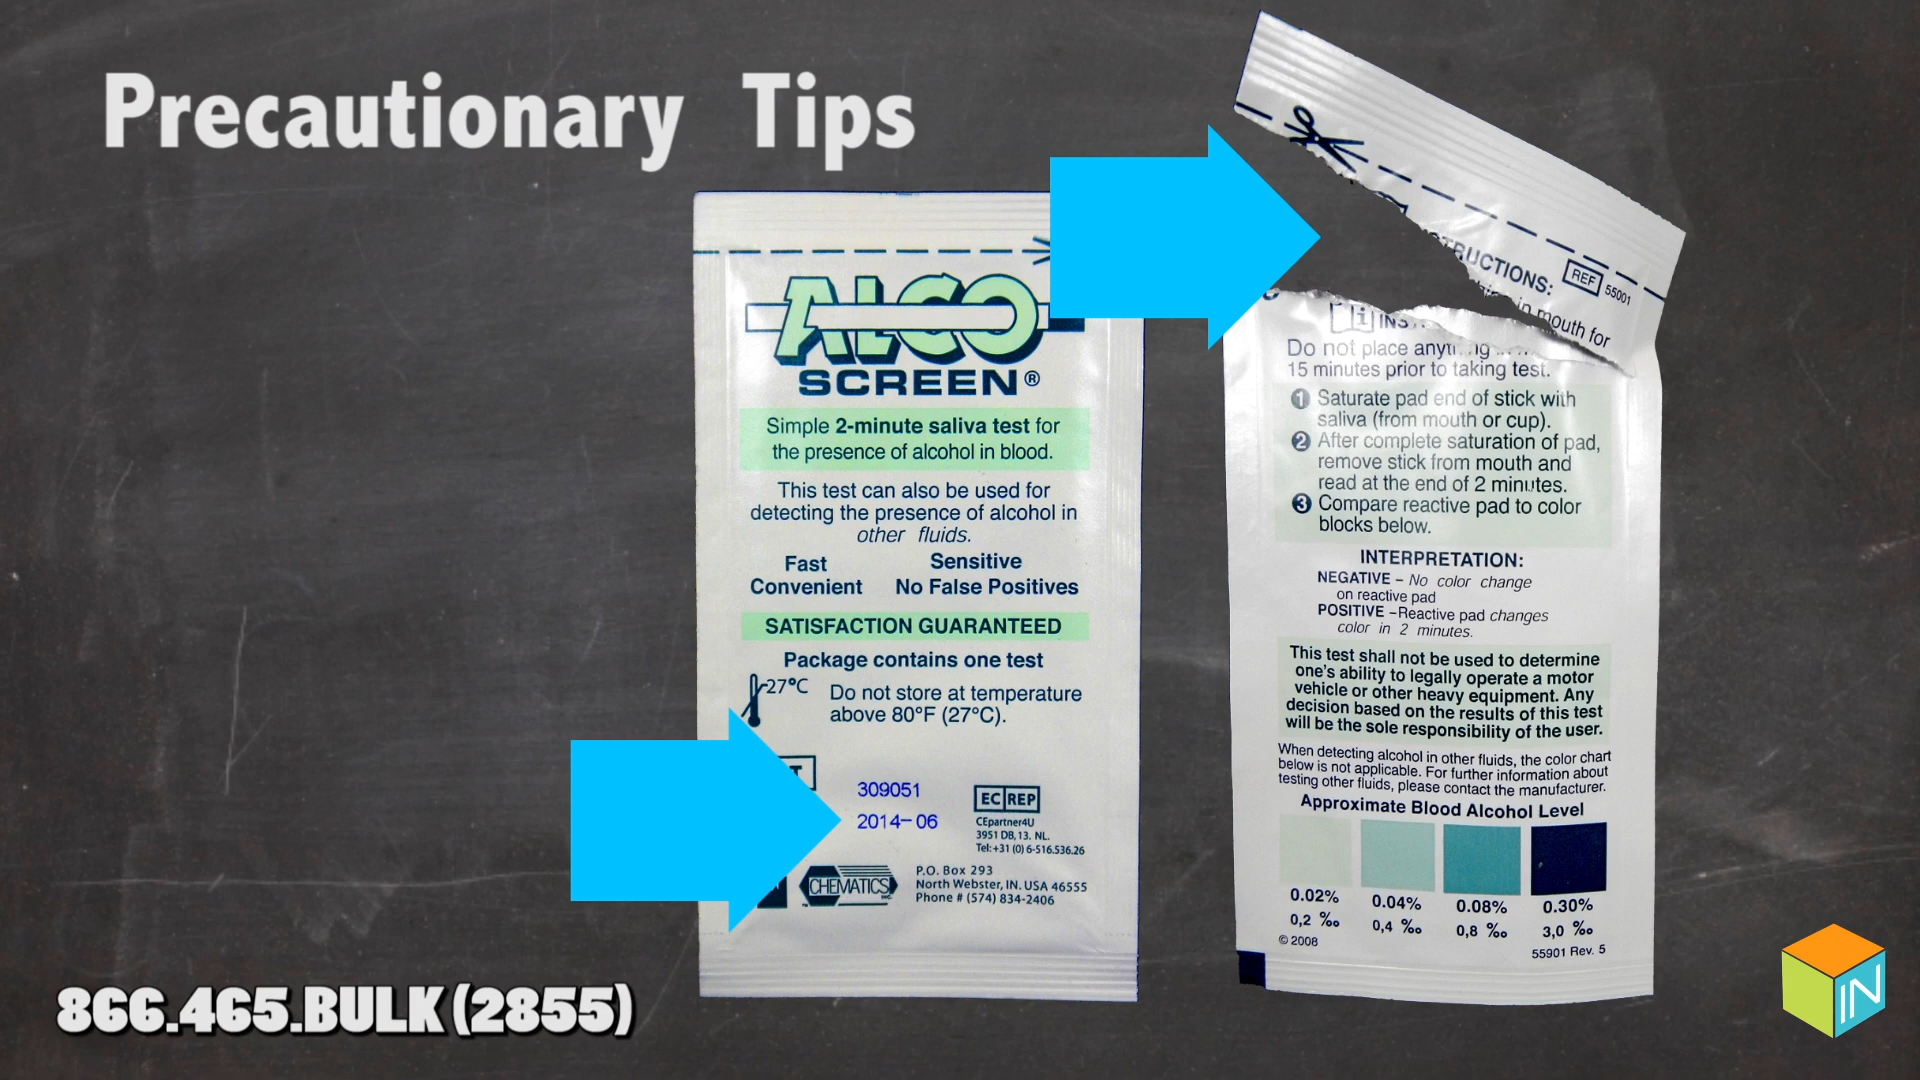 Precautionary Tips
ALCO
SCREEN®
Simple 2-minute saliva test for
the presence of alcohol in blood.
This test can also be used for
detecting the presence of alcohol in
other fluids.
Fast
Convenient
Sensitive
No False Positives
SATISFACTION GUARANTEED
Package contains one test
27°C
Do not store at temperature
above 80°F (27°C).
309051
2014-06
EC REP
CEpartner4U
3951 DB, 13. NL.
Tel: +31 (0) 6-516.536.26
CHEMATICS INC.
P.O. Box 293
North Webster, IN. USA 46555
Phone # (574) 834-2406
REF 55001
Do not place
in mouth for
15 minutes prior to taking test.
1 Saturate pad end of stick with
saliva (from mouth or cup).
2 After complete saturation of pad,
remove stick from mouth and
read at the end of 2 minutes.
3 Compare reactive pad to color
blocks below.
INTERPRETATION:
NEGATIVE – No color change
on reactive pad
POSITIVE –Reactive pad changes
color in 2 minutes.
This test shall not be used to determine
one's ability to legally operate a motor
vehicle or other heavy equipment. Any
decision based on the results of this test
will be the sole responsibility of the user.
When detecting alcohol in other fluids, the color chart
below is not applicable. For further information about
testing other fluids, please contact the manufacturer.
Approximate Blood Alcohol Level
0.02% 0.04% 0.08% 0.30%
0,2 ‰ 0,4 ‰ 0,8 ‰ 3,0 ‰
© 2008
55901 Rev. 5
866.465.BULK (2855)
IN